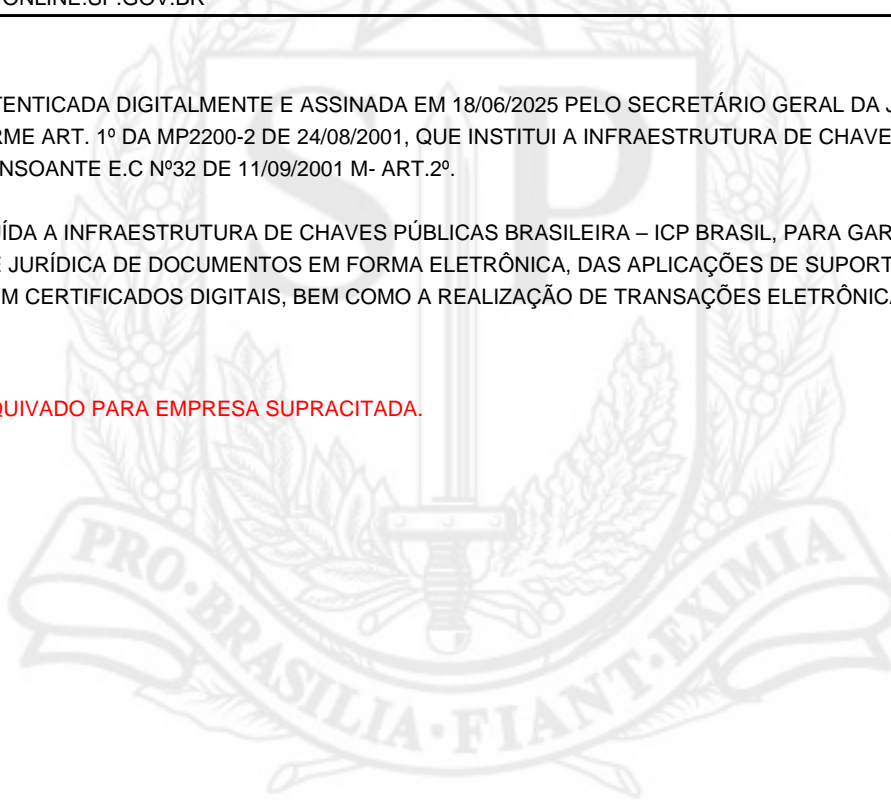 ONLINE.SP.GOV.BR
TENTICADA DIGITALMENTE E ASSINADA EM 18/06/2025 PELO SECRETÁRIO GERAL DA J
RME ART. 1º DA MP2200-2 DE 24/08/2001, QUE INSTITUI A INFRAESTRUTURA DE CHAVE
NSOANTE E.C Nº32 DE 11/09/2001 M- ART.2º.
ÍDA A INFRAESTRUTURA DE CHAVES PÚBLICAS BRASILEIRA – ICP BRASIL, PARA GAR
E JURÍDICA DE DOCUMENTOS EM FORMA ELETRÔNICA, DAS APLICAÇÕES DE SUPORT
M CERTIFICADOS DIGITAIS, BEM COMO A REALIZAÇÃO DE TRANSAÇÕES ELETRÔNICA
QUIVADO PARA EMPRESA SUPRACITADA.
SP
PRO·BRASILIA·FIANT·EXIMIA